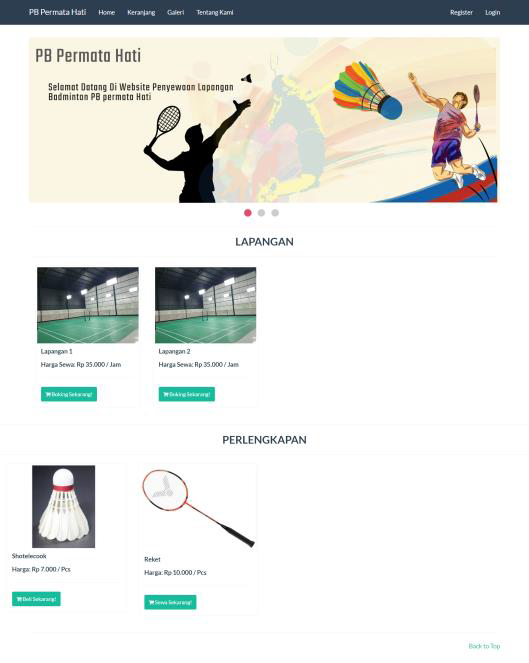 PB Permata Hati Home Keranjang Galeri Tentang Kami Register Login
PB Permata Hati
Selamat Datang Di Website Penyewaan Lapangan
Badminton PB permata Hati
LAPANGAN
Lapangan 1
Harga Sewa: Rp 35.000 / Jam
Boking Sekarang!
Lapangan 2
Harga Sewa: Rp 35.000 / Jam
Boking Sekarang!
PERLENGKAPAN
Shotelecook
Harga: Rp 7.000 / Pcs
Beli Sekarang!
Reket
Harga: Rp 10.000 / Pcs
Sewa Sekarang!
Back to Top